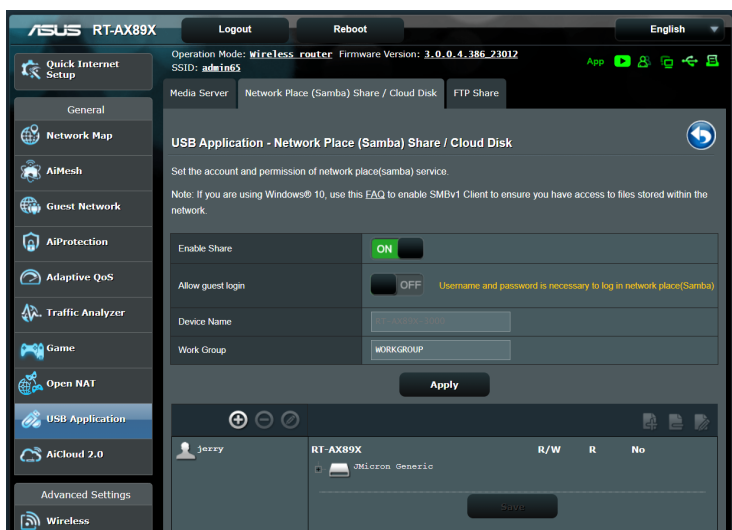 ASUS RT-AX89X
Logout
Reboot
English
Quick Internet
Setup
General
Network Map
AiMesh
Guest Network
AiProtection
Adaptive QoS
Traffic Analyzer
Game
Open NAT
USB Application
AiCloud 2.0
Advanced Settings
Wireless
Operation Mode: Wireless router Firmware Version: 3.0.0.4.386_23012
SSID: admin65
App
Media Server
Network Place (Samba) Share / Cloud Disk
FTP Share
USB Application - Network Place (Samba) Share / Cloud Disk
Set the account and permission of network place(samba) service.
Note: If you are using Windows® 10, use this FAQ to enable SMBv1 Client to ensure you have access to files stored within the
network.
Enable Share
ON
Allow guest login
OFF
Username and password is necessary to log in network place(Samba)
Device Name
Work Group
WORKGROUP
Apply
jerry
RT-AX89X
R/W
R
No
JMicron Generic
Save